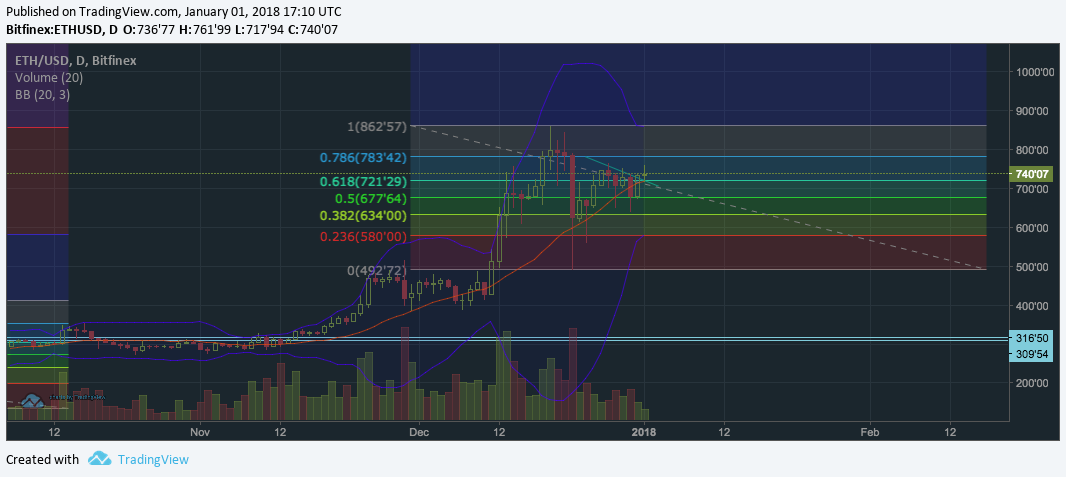 Published on TradingView.com, January 01, 2018 17:10 UTC
Bitfinex:ETHUSD, D O:736'77 H:761'99 L:717'94 C:740'07
ETH/USD, D, Bitfinex
Volume (20)
BB (20, 3)
1000'00
900'00
1(862'57)
800'00
0.786(783'42)
740'07
0.618(721'29)
700'00
0.5(677'64)
0.382(634'00)
600'00
0.236(580'00)
0(492'72)
500'00
400'00
316'50
309'54
200'00
12 Nov 12 Dec 12 2018 12 Feb 12
Created with TradingView